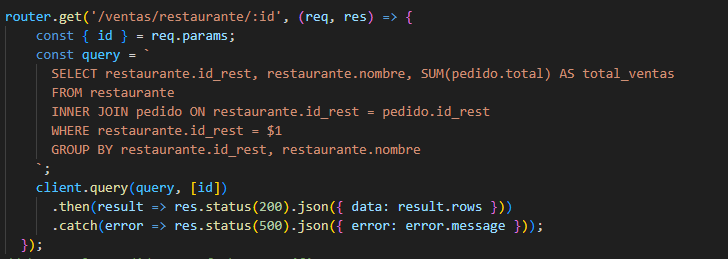 router.get('/ventas/restaurante/:id', (req, res) => {
    const { id } = req.params;
    const query = `
      SELECT restaurante.id_rest, restaurante.nombre, SUM(pedido.total) AS total_ventas
      FROM restaurante
      INNER JOIN pedido ON restaurante.id_rest = pedido.id_rest
      WHERE restaurante.id_rest = $1
      GROUP BY restaurante.id_rest, restaurante.nombre
    `;
    client.query(query, [id])
      .then(result => res.status(200).json({ data: result.rows }))
      .catch(error => res.status(500).json({ error: error.message }));
  });